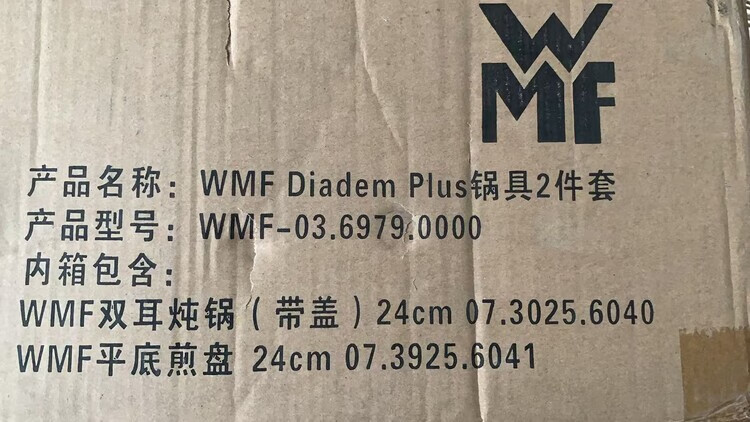 WMF
产品名称：WMF Diadem Plus锅具2件套
产品型号：WMF-03.6979.0000
内箱包含：
WMF双耳炖锅（带盖）24cm 07.3025.6040
WMF平底煎盘 24cm 07.3925.6041